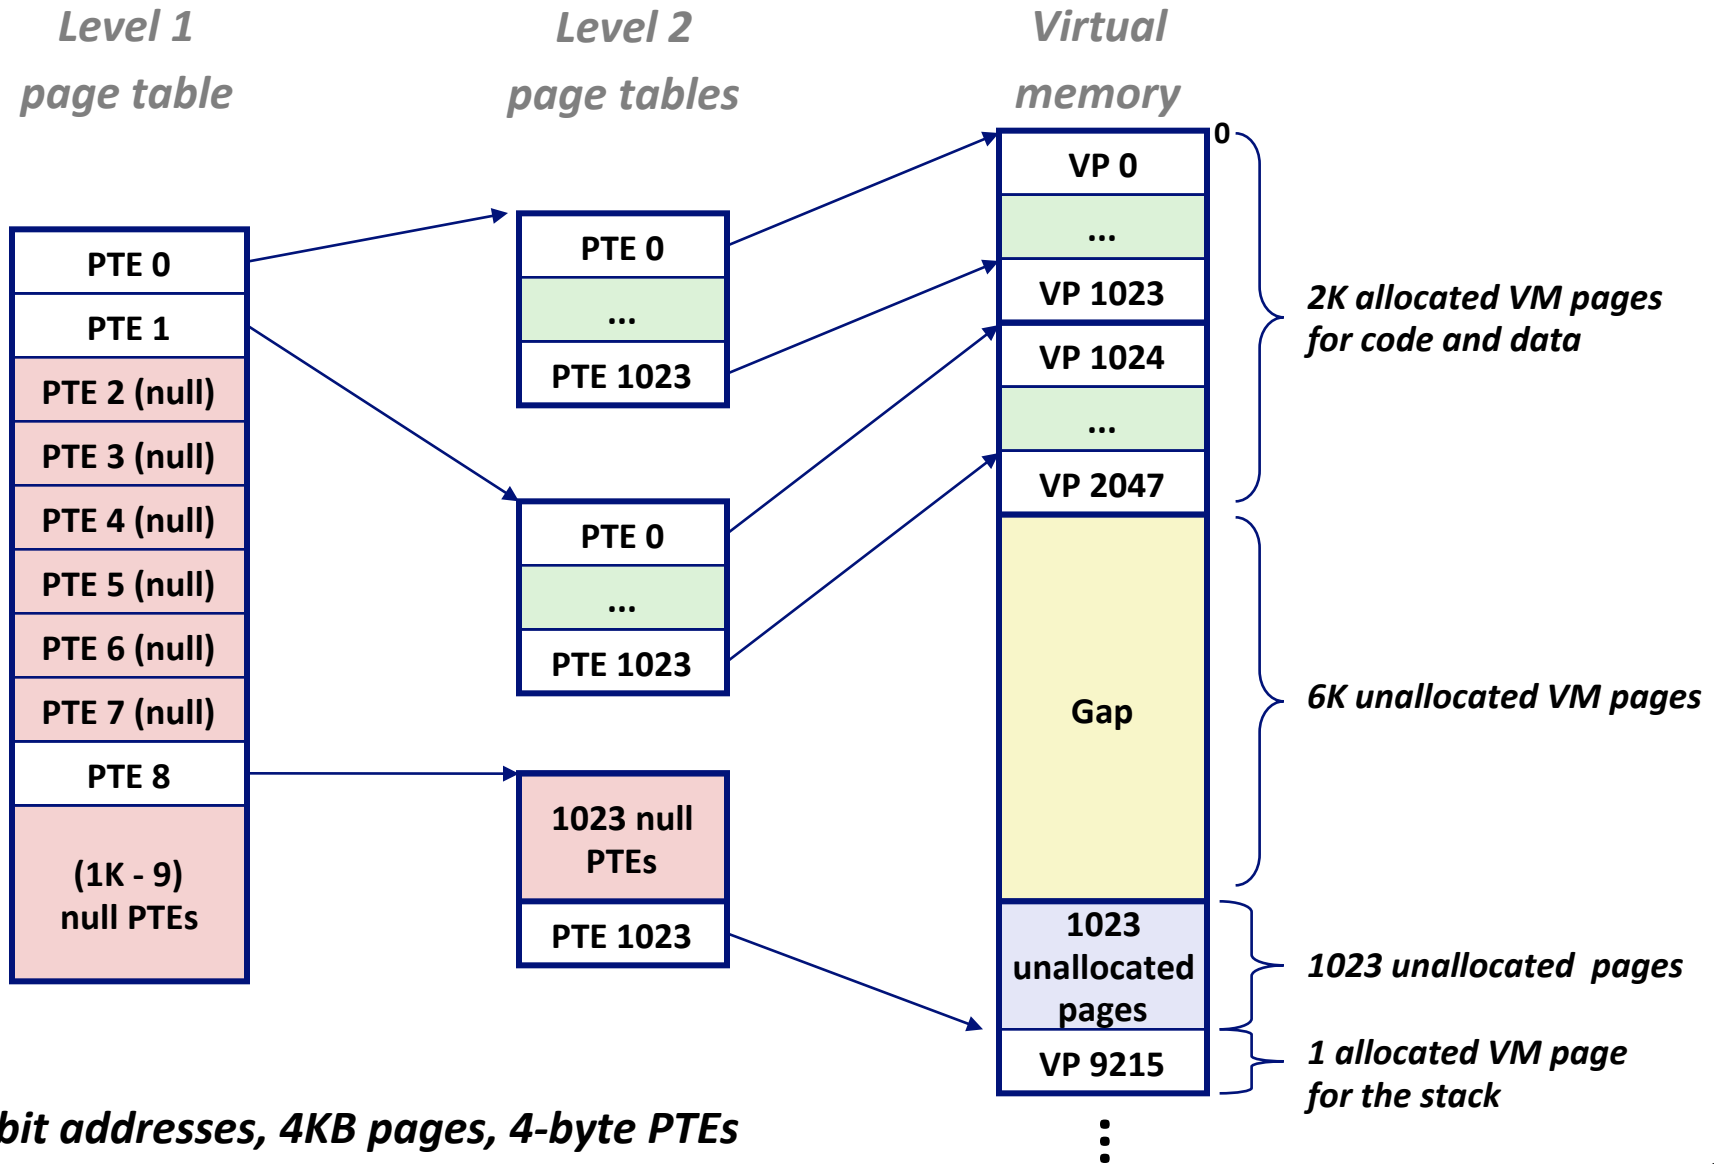 Level 1
page table
Level 2
page tables
Virtual
memory
PTE 0
PTE 1
PTE 2 (null)
PTE 3 (null)
PTE 4 (null)
PTE 5 (null)
PTE 6 (null)
PTE 7 (null)
PTE 8
(1K - 9)
null PTEs
PTE 0
...
PTE 1023
PTE 0
...
PTE 1023
1023 null
PTEs
PTE 1023
0
VP 0
...
VP 1023
VP 1024
...
VP 2047
Gap
1023
unallocated
pages
VP 9215
2K allocated VM pages
for code and data
6K unallocated VM pages
1023 unallocated pages
1 allocated VM page
for the stack
bit addresses, 4KB pages, 4-byte PTEs